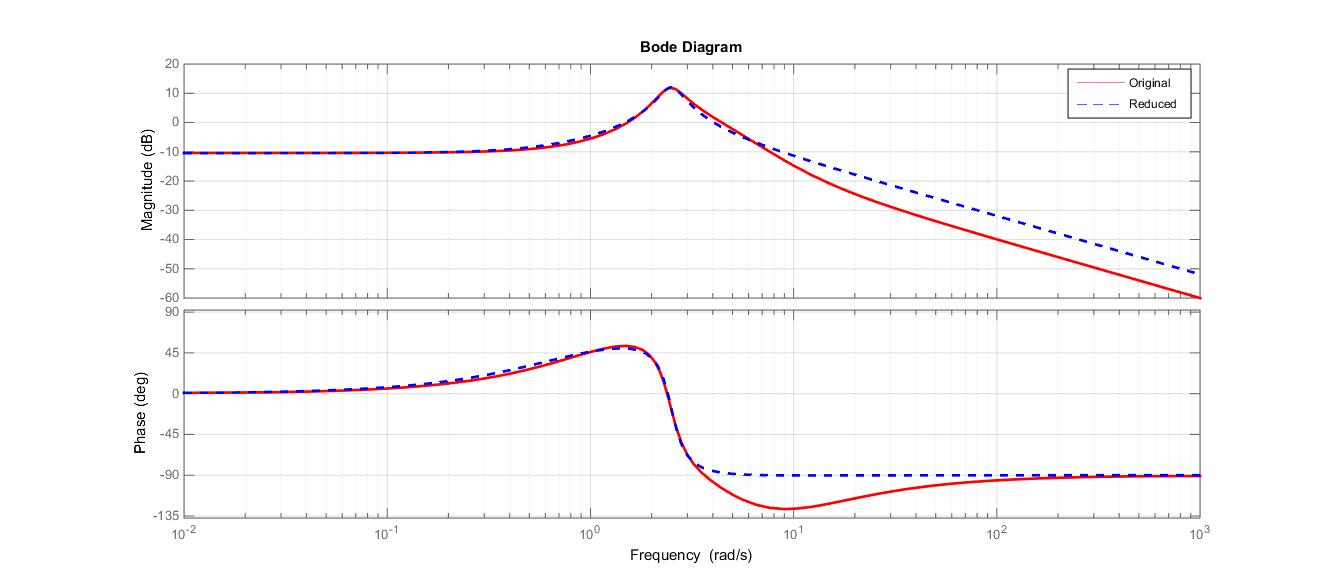 Bode Diagram
20
10
0
-10
-20
-30
-40
-50
-60
Magnitude (dB)
Original
Reduced
90
45
0
-45
-90
-135
Phase (deg)
10^-2 10^-1 10^0 10^1 10^2 10^3
Frequency (rad/s)